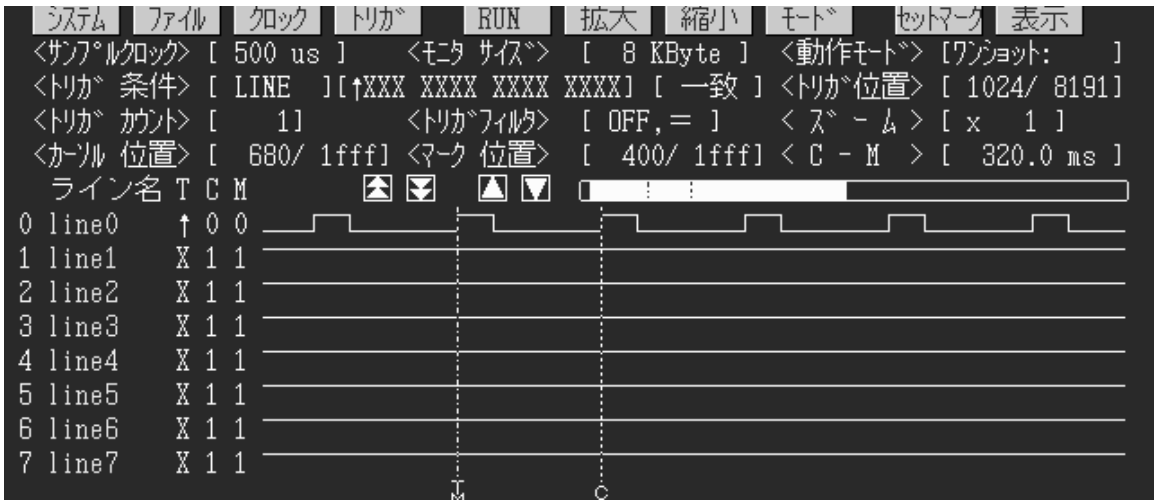 システム ファイル クロック トリガ゛ RUN 拡大 縮小 モート゛ セットマーク 表示
<サンプ゜ルクロック> [ 500 us ] <モニタ サイス゛> [ 8 KByte ] <動作モート゛> [ワンショット: ]
<トリガ゛ 条件> [ LINE ][↑XXX XXXX XXXX XXXX] [ 一致 ] <トリガ゛位置> [ 1024/ 8191]
<トリガ゛ カウント> [ 1] <トリガ゛フィルタ> [ OFF,= ] < ス゛ ー ム > [ x 1 ]
<カーソル 位置> [ 680/ 1fff] <マーク 位置> [ 400/ 1fff] < C - M > [ 320.0 ms ]
ライン名 T C M
0 line0 ↑ 0 0
1 line1 X 1 1
2 line2 X 1 1
3 line3 X 1 1
4 line4 X 1 1
5 line5 X 1 1
6 line6 X 1 1
7 line7 X 1 1
T
M C